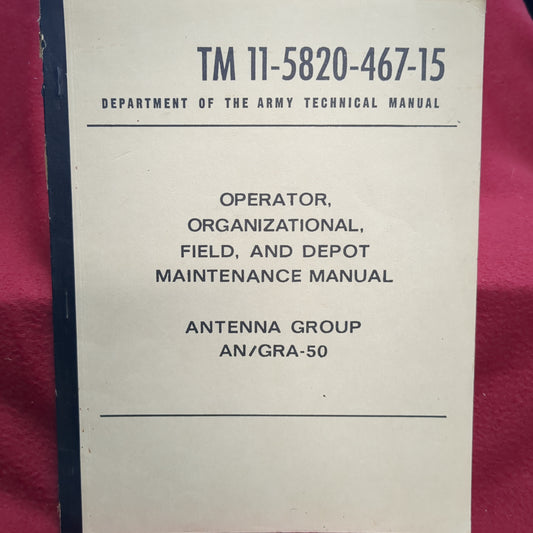 TM 11-5820-467-15
DEPARTMENT OF THE ARMY TECHNICAL MANUAL
OPERATOR,
ORGANIZATIONAL,
FIELD, AND DEPOT
MAINTENANCE MANUAL
ANTENNA GROUP
AN/GRA-50